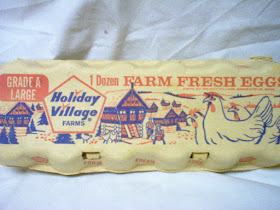 GRADE A
LARGE
1 Dozen FARM FRESH EGGS
Holiday
Village®
FARMS